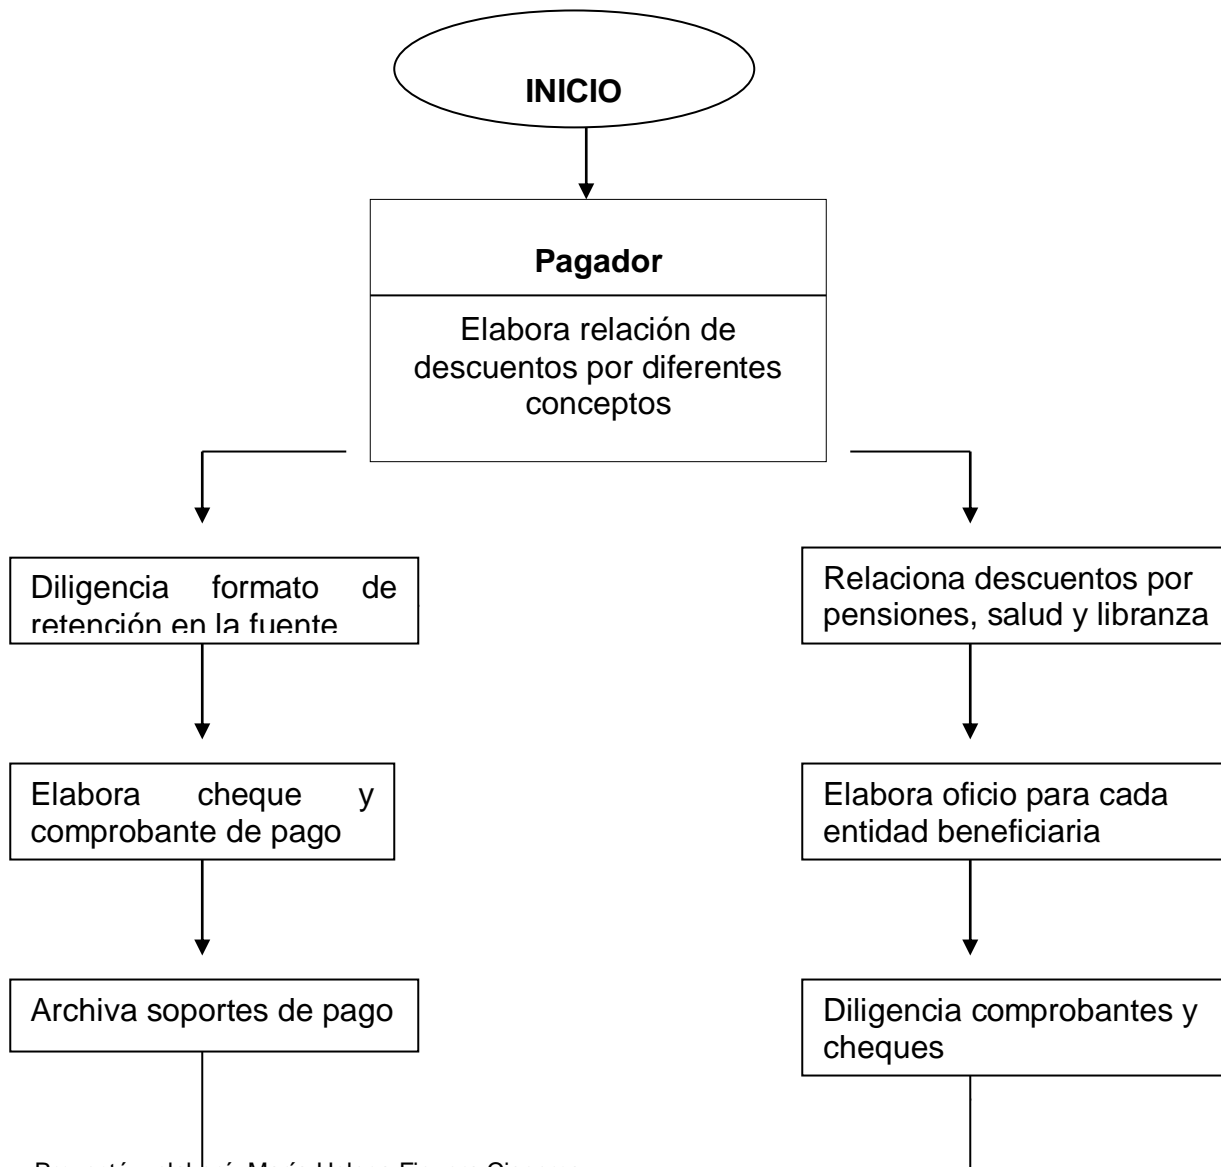 INICIO
Pagador
Elabora relación de
descuentos por diferentes
conceptos
Diligencia formato de
retención en la fuente
Relaciona descuentos por
pensiones, salud y libranza
Elabora cheque y
comprobante de pago
Elabora oficio para cada
entidad beneficiaria
Archiva soportes de pago
Diligencia comprobantes y
cheques